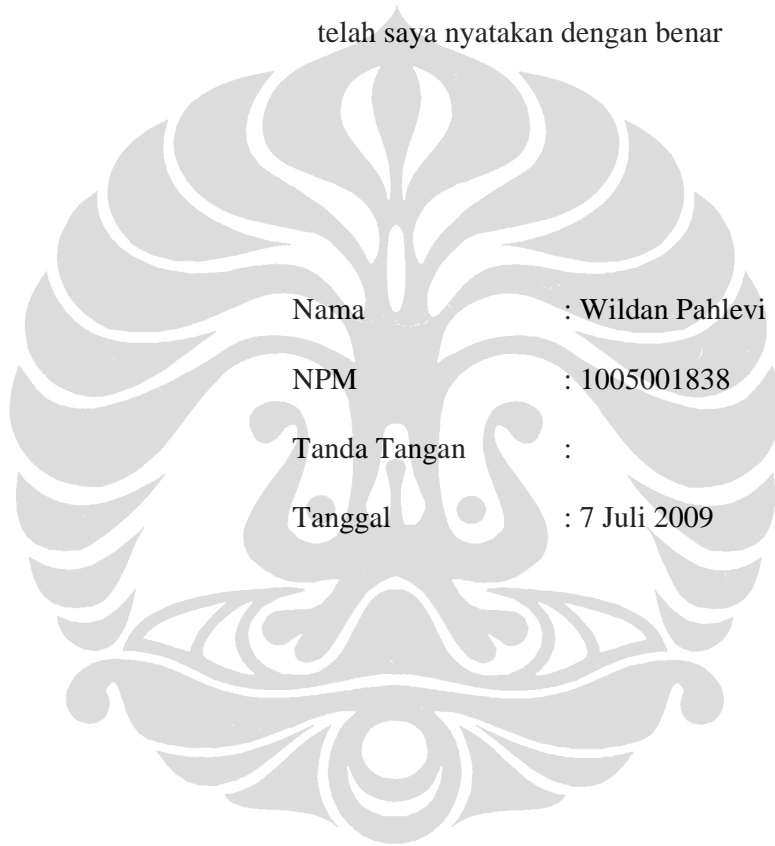 telah saya nyatakan dengan benar
Nama : Wildan Pahlevi
NPM : 1005001838
Tanda Tangan :
Tanggal : 7 Juli 2009